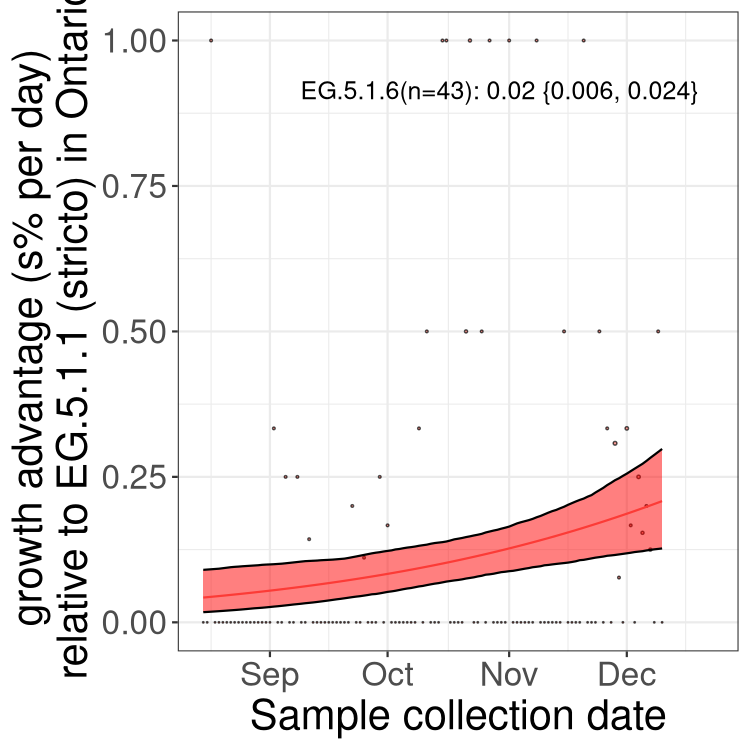 growth advantage (s% per day)
relative to EG.5.1.1 (stricto) in Ontario
1.00
0.75
0.50
0.25
0.00
EG.5.1.6(n=43): 0.02 {0.006, 0.024}
Sep Oct Nov Dec
Sample collection date